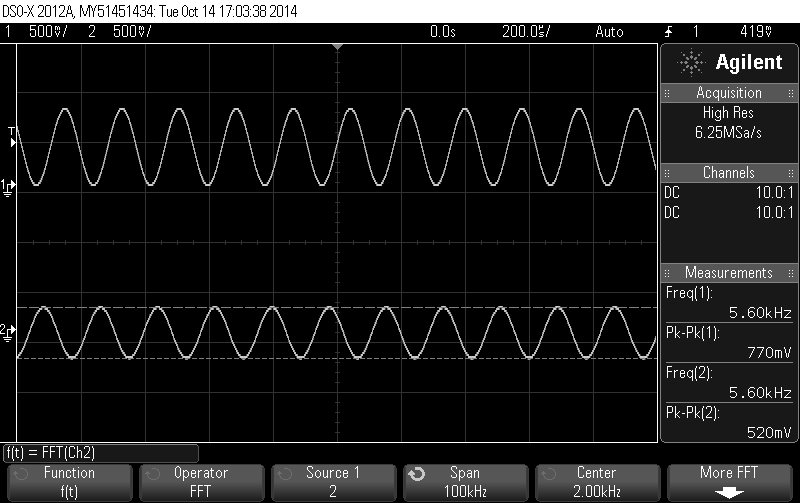 DSO-X 2012A, MY51451434: Tue Oct 14 17:03:38 2014
1 500mV/ 2 500mV/ 0.0s 200.0µs/ Auto 1 419mV
Agilent
Acquisition
High Res
6.25MSa/s
Channels
DC 10.0:1
DC 10.0:1
Measurements
Freq(1):
5.60kHz
Pk-Pk(1):
770mV
Freq(2):
5.60kHz
Pk-Pk(2):
520mV
T
1
2
f(t) = FFT(Ch2)
Function Operator Source 1 Span Center More FFT
f(t) FFT 2 100kHz 2.00kHz